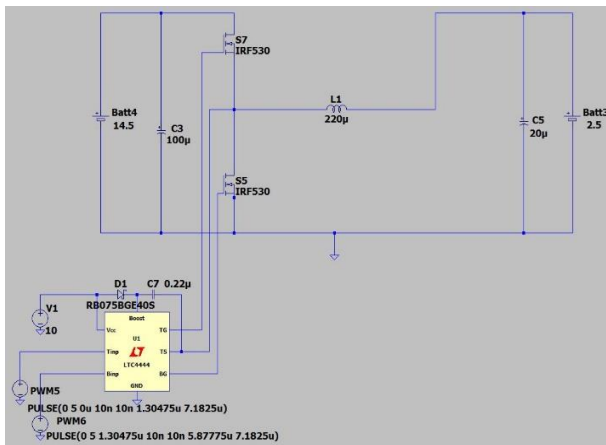 S7
IRF530
L1
220µ
Batt4
14.5
C3
100µ
C5
20µ
Batt3
2.5
S5
IRF530
D1
C7 0.22µ
RB075BGE40S
V1
10
Boost
Vcc
U1
TG
Tinp
TS
LTC4444
Binp
BG
GND
PWM5
PULSE(0 5 0u 10n 10n 1.30475u 7.1825u)
PWM6
PULSE(0 5 1.30475u 10n 10n 5.87775u 7.1825u)